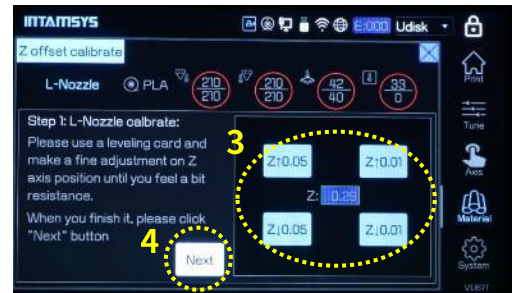 INTAMSYS
E:000 Udisk
Z offset calibrate
L-Nozzle PLA 210 210 210 210 42 40 33 0
Print
Step 1: L-Nozzle calbrate:
Please use a leveling card and
make a fine adjustment on Z
axis position until you feel a bit
resistance.
When you finish it, please click
"Next" button
Next
4
3
Z↑0.05 Z↑0.01
Z: 0.29
Z↓0.05 Z↓0.01
Tune
Axis
Material
System